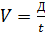 V = Д/t